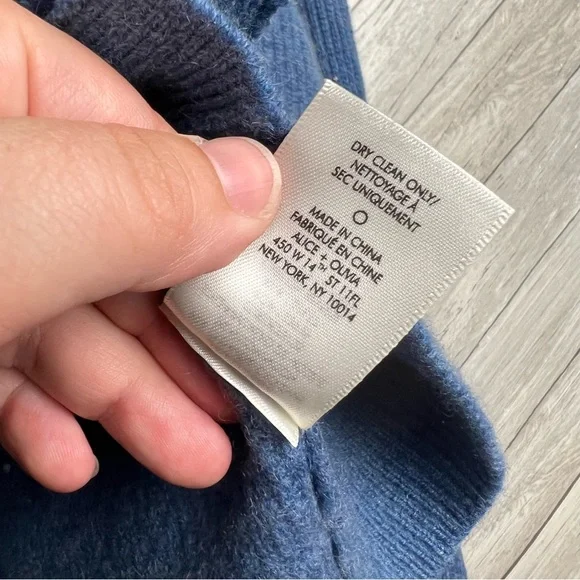 DRY CLEAN ONLY/
NETTOYAGE À
SEC UNIQUEMENT
MADE IN CHINA
FABRIQUÉ EN CHINE
ALICE + OLIVIA
450 W 14TH ST 11FL
NEW YORK, NY 10014